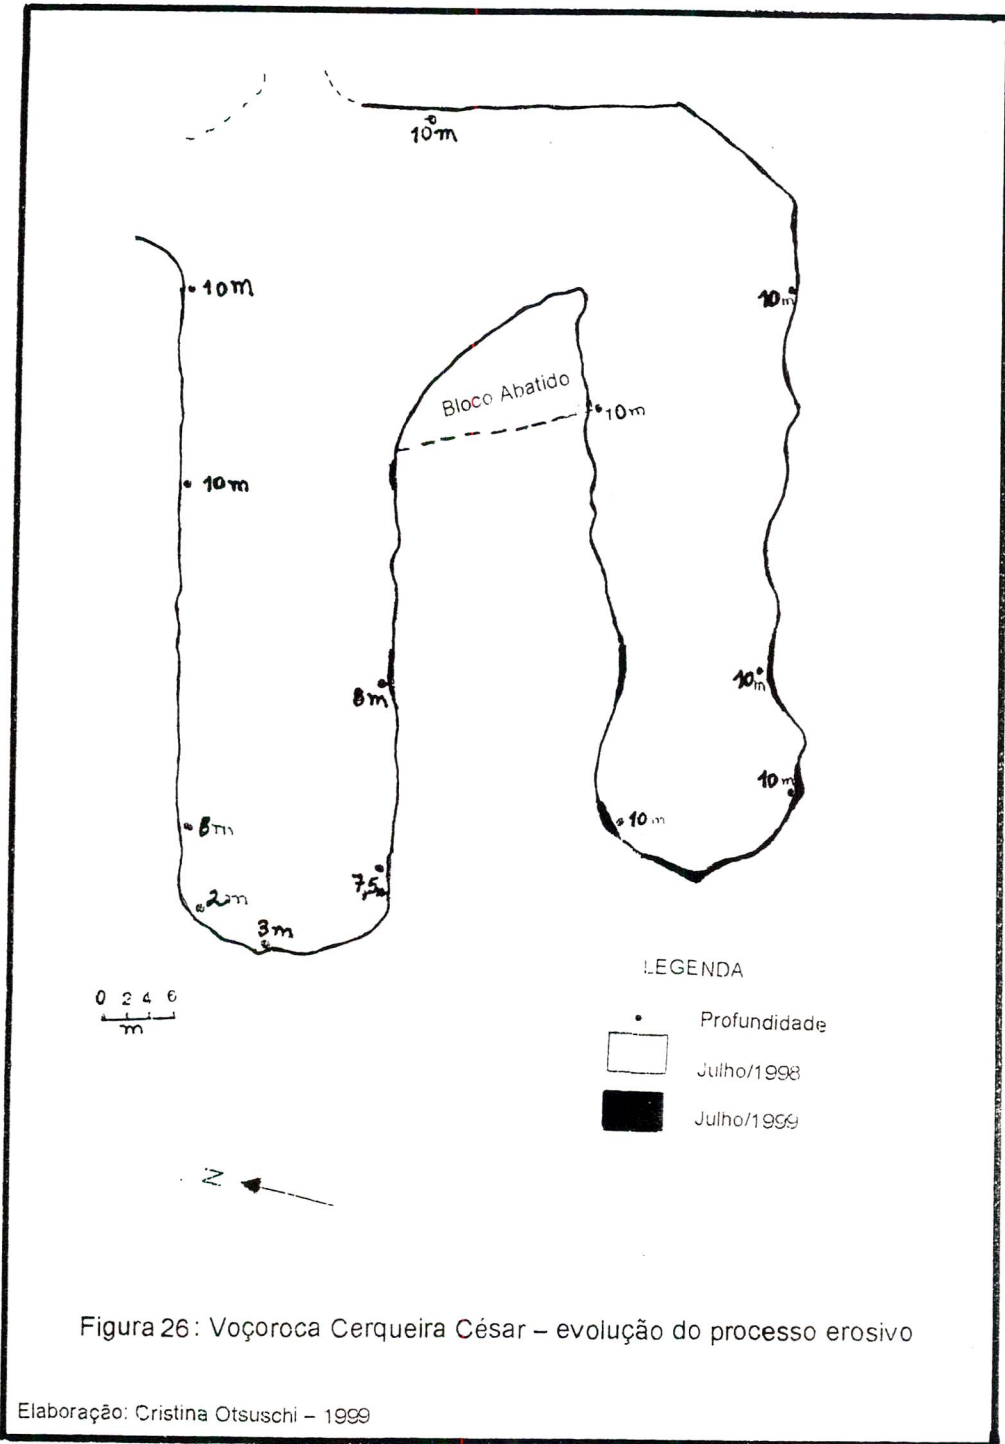 10m
10m
10m
Bloco Abatido
10m
10m
8m
10m
10m
8m
10m
7,5m
2m
3m
0 2 4 6
m
LEGENDA
Profundidade
Julho/1998
Julho/1999
N
Figura 26: Voçoroca Cerqueira César – evolução do processo erosivo
Elaboração: Cristina Otsuschi – 1999